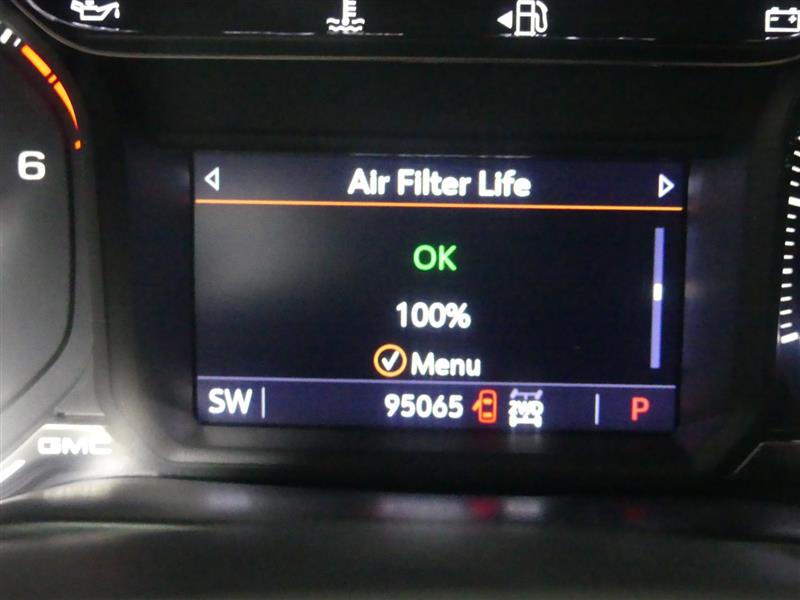 6
Air Filter Life
OK
100%
Menu
SW 95065 2WD P
GMC